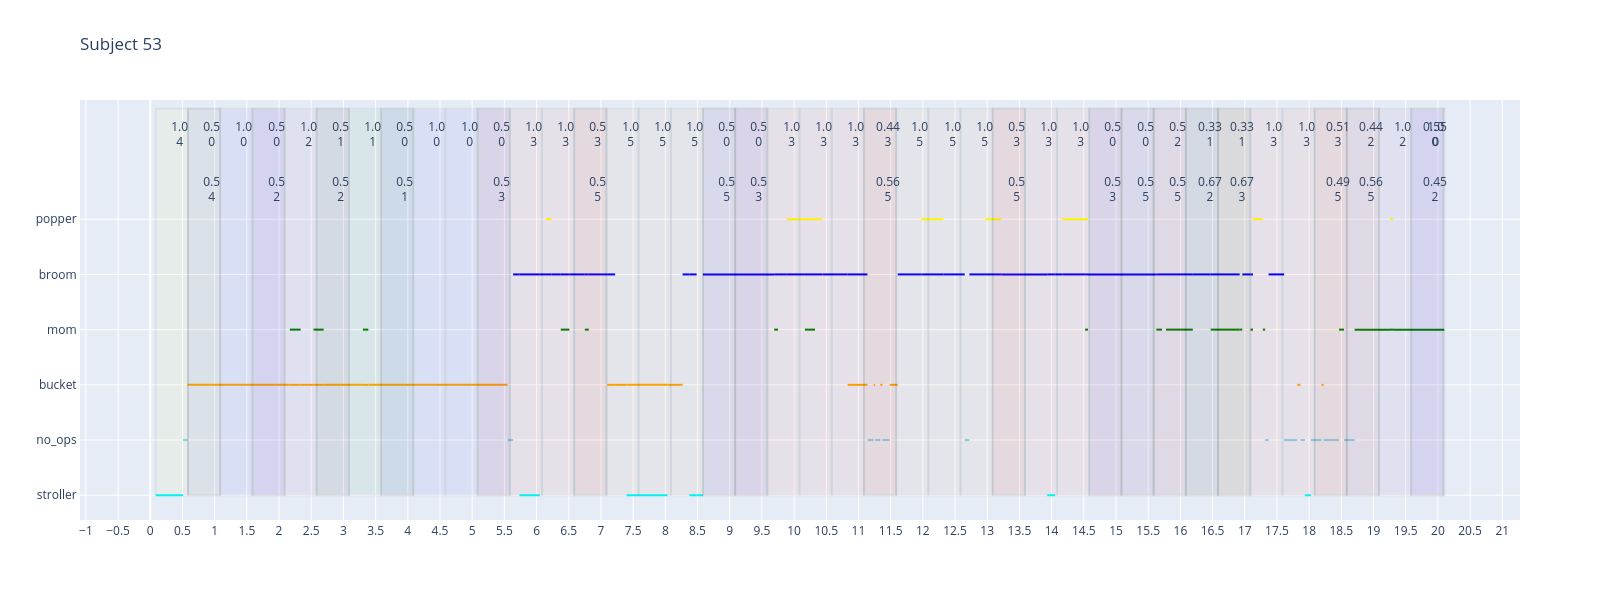 Subject 53
1.0 0.5 1.0 0.5 1.0 0.5 1.0 0.5 1.0 1.0 0.5 1.0 1.0 0.5 1.0 1.0 1.0 0.5 0.5 1.0 1.0 1.0 0.44 1.0 1.0 1.0 0.5 1.0 1.0 0.5 0.5 0.5 0.33 0.33 1.0 1.0 0.51 0.44 1.0
4 0 0 0 2 1 1 0 0 0 0 3 3 3 5 5 5 0 0 3 3 3 3 5 5 5 3 3 3 0 0 2 1 1 3 3 3 2 2 0
0.5 0.5 0.5 0.5 0.5 0.5 0.5 0.5 0.56 0.5 0.5 0.5 0.5 0.67 0.67 0.49 0.56 0.45
4 2 2 1 3 5 5 3 5 5 3 5 5 2 3 5 5 2
popper
broom
mom
bucket
no_ops
stroller
−1 −0.5 0 0.5 1 1.5 2 2.5 3 3.5 4 4.5 5 5.5 6 6.5 7 7.5 8 8.5 9 9.5 10 10.5 11 11.5 12 12.5 13 13.5 14 14.5 15 15.5 16 16.5 17 17.5 18 18.5 19 19.5 20 20.5 21